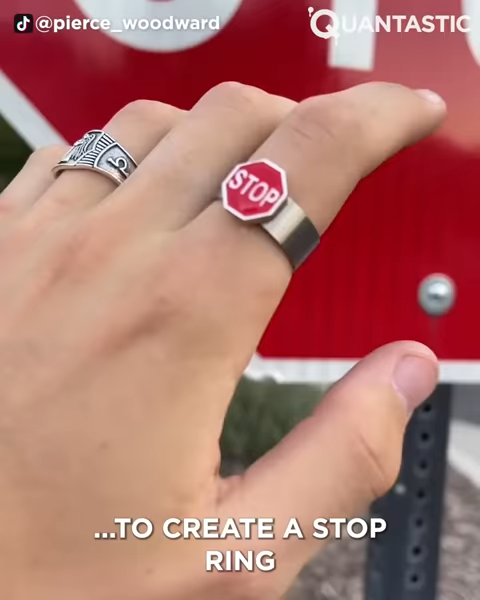 @pierce_woodward
QUANTASTIC
STOP
...TO CREATE A STOP
RING